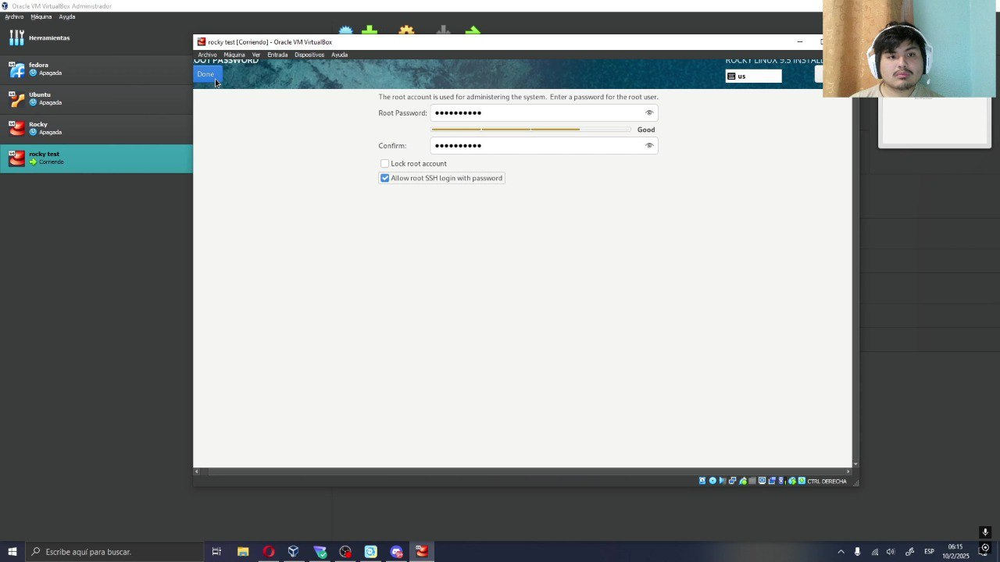 Oracle VM VirtualBox Administrador
Archivo Máquina Ayuda
Herramientas
fedora
Apagada
Ubuntu
Apagada
Rocky
Apagada
rocky test
Corriendo
rocky test [Corriendo] - Oracle VM VirtualBox
Archivo Máquina Ver Entrada Dispositivos Ayuda
OOT PASSWORD
ROCKY LINUX 9.5 INSTALL
Done
us
The root account is used for administering the system. Enter a password for the root user.
Root Password: ●●●●●●●●●●
Good
Confirm: ●●●●●●●●●●
Lock root account
Allow root SSH login with password
CTRL DERECHA
Escribe aquí para buscar.
ESP
06:15
10/2/2025